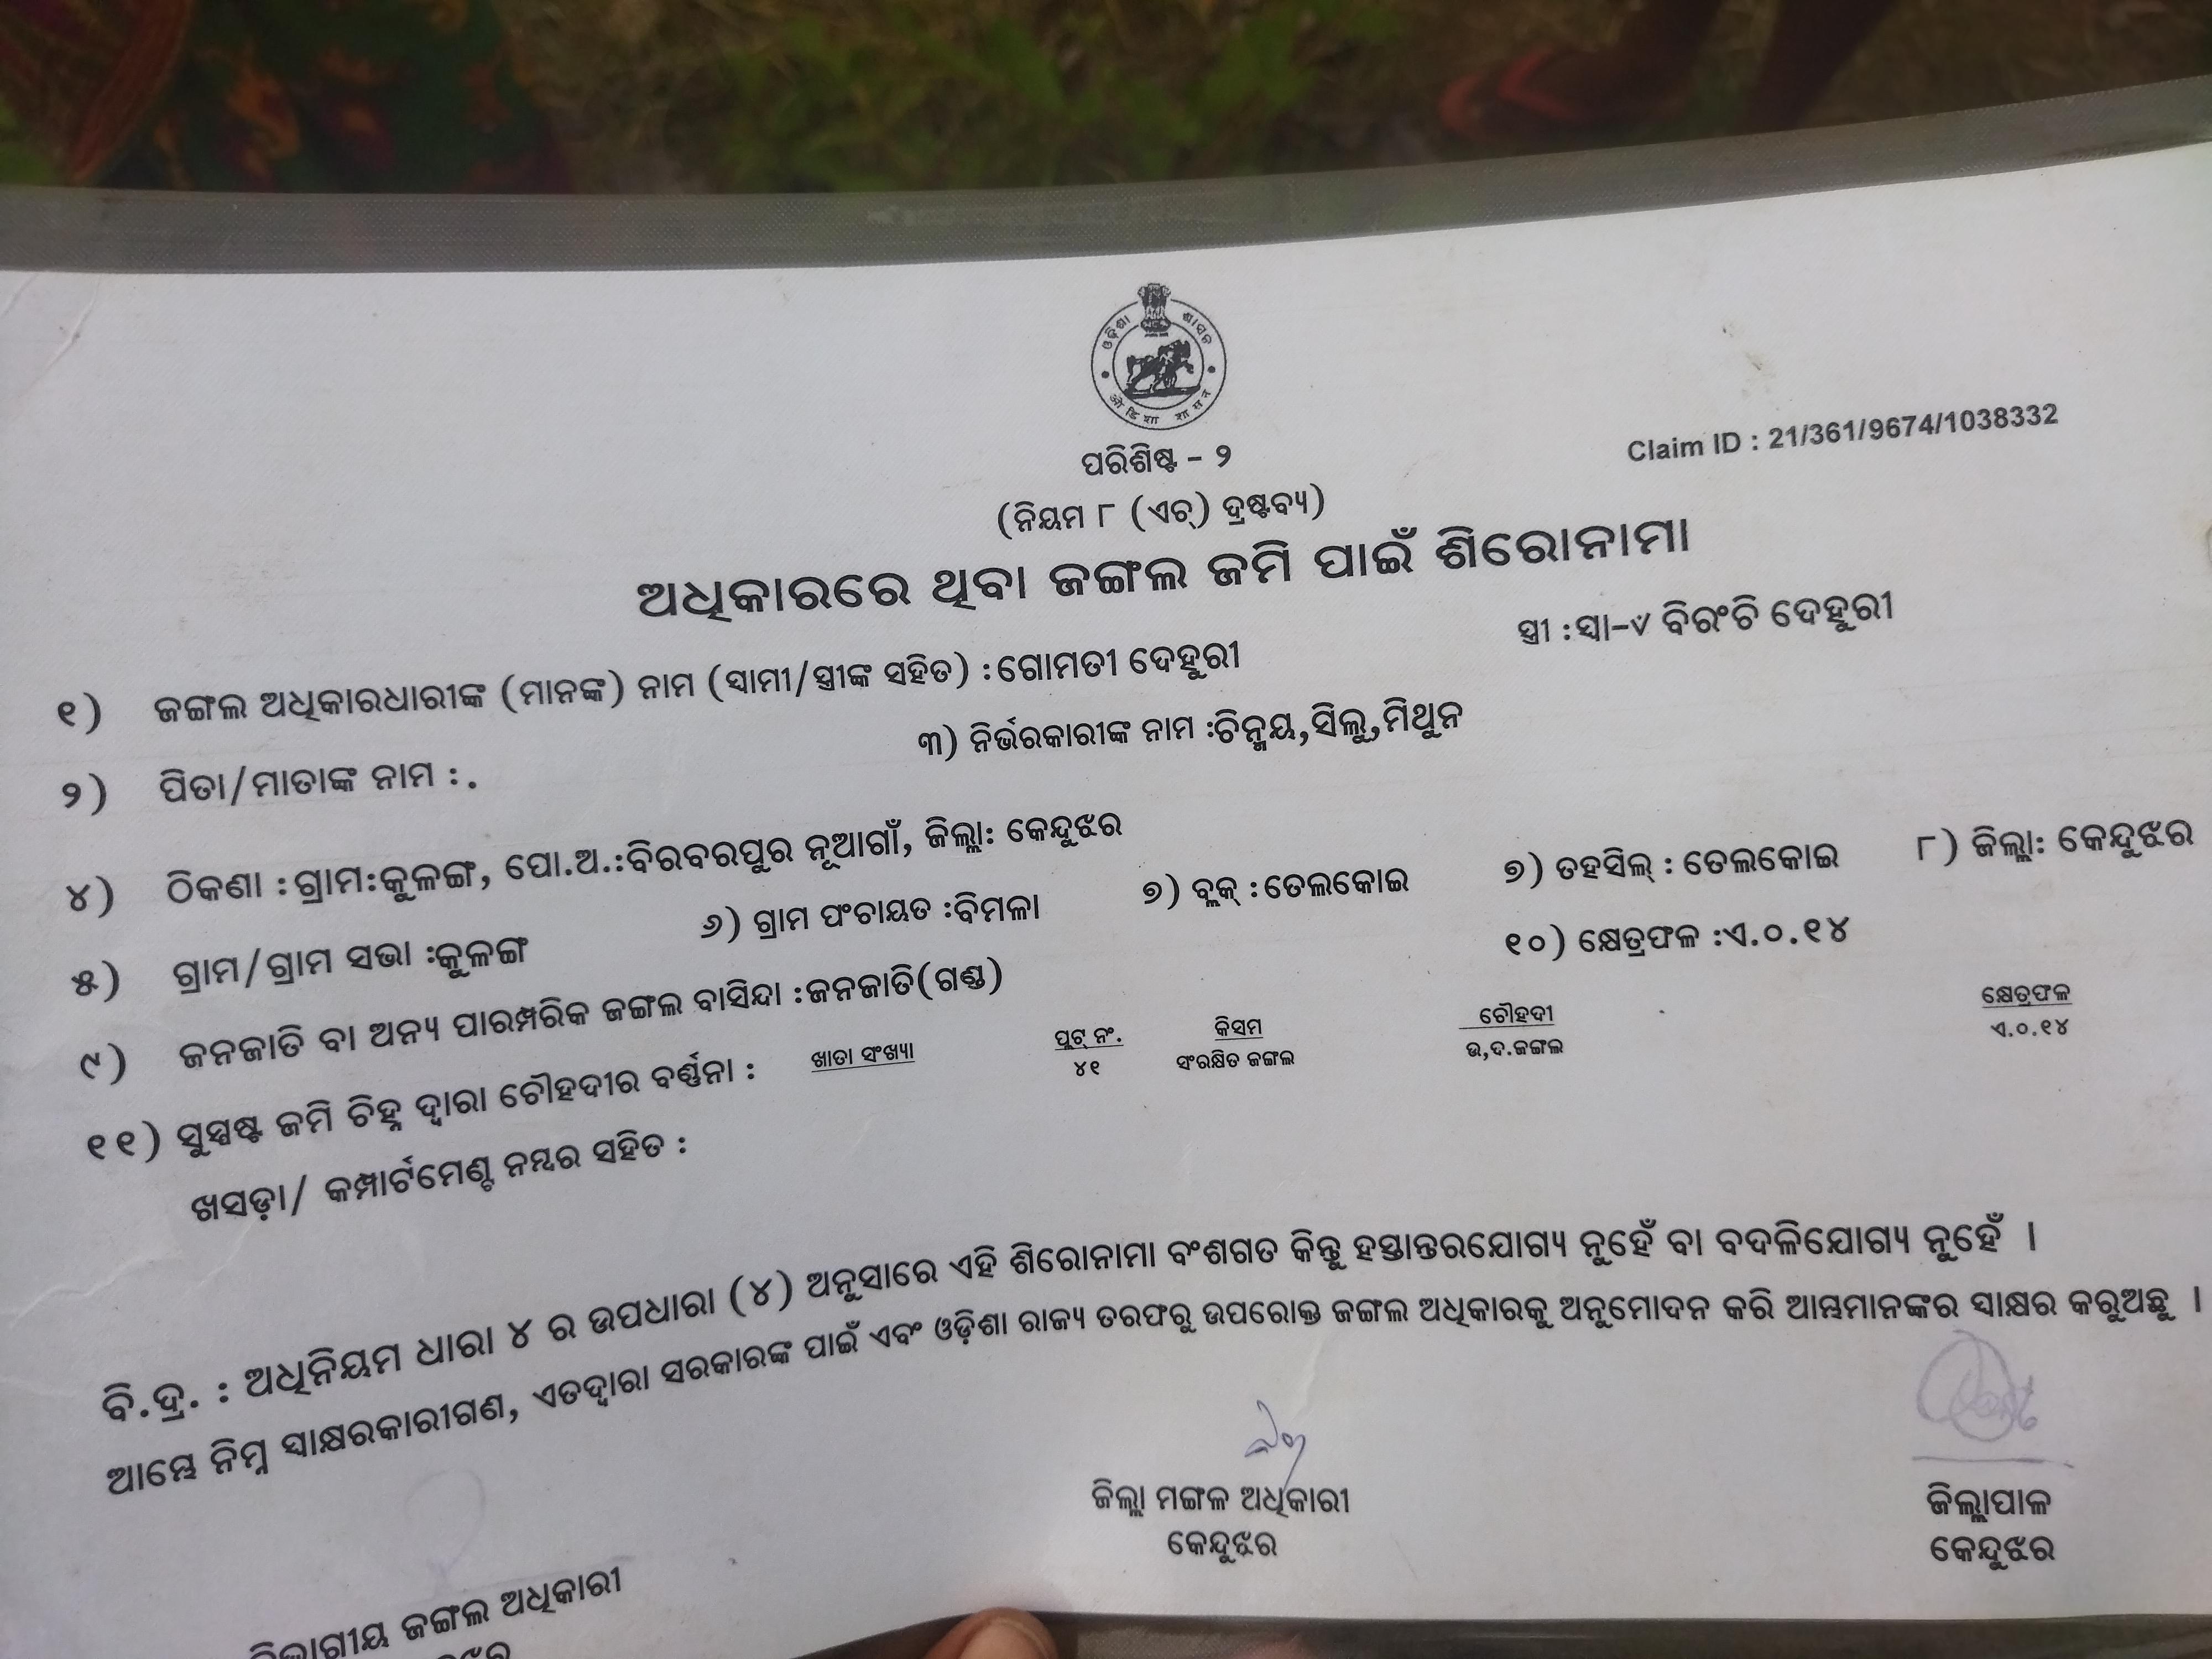 ଓଡ଼ିଶା ଶାସନ
ओडिशा शासन
ପରିଶିଷ୍ଟ - ୨
Claim ID : 21/361/9674/1038332
(ନିୟମ ୮ (ଏଚ୍) ଦ୍ରଷ୍ଟବ୍ୟ)
ଅଧିକାରରେ ଥିବା ଜଙ୍ଗଲ ଜମି ପାଇଁ ଶିରୋନାମା
୧) ଜଙ୍ଗଲ ଅଧିକାରଧାରୀଙ୍କ (ମାନଙ୍କ) ନାମ (ସ୍ୱାମୀ/ସ୍ତ୍ରୀଙ୍କ ସହିତ) :ଗୋମତୀ ଦେହୁରୀ ସ୍ତ୍ରୀ :ସ୍ୱା-୰ ବିରଂଚି ଦେହୁରୀ
୨) ପିତା/ମାତାଙ୍କ ନାମ :. ୩) ନିର୍ଭରକାରୀଙ୍କ ନାମ :ଚିନ୍ମୟ,ସିଲୁ,ମିଥୁନ
୪) ଠିକଣା :ଗ୍ରାମ:କୁଳଙ୍ଗ, ପୋ.ଅ.:ବିରବରପୁର ନୂଆଗାଁ, ଜିଲ୍ଲା: କେନ୍ଦୁଝର
୫) ଗ୍ରାମ/ଗ୍ରାମ ସଭା :କୁଳଙ୍ଗ ୬) ଗ୍ରାମ ପଂଚାୟତ :ବିମଳା ୭) ବ୍ଲକ୍ :ତେଲକୋଇ ୭) ତହସିଲ୍ : ତେଲକୋଇ ୮) ଜିଲ୍ଲା: କେନ୍ଦୁଝର
୯) ଜନଜାତି ବା ଅନ୍ୟ ପାରମ୍ପରିକ ଜଙ୍ଗଲ ବାସିନ୍ଦା :ଜନଜାତି(ଗଣ୍ଡ) ୧୦) କ୍ଷେତ୍ରଫଳ :ଏ.୦.୧୪
୧୧) ସୁସ୍ପଷ୍ଟ ଜମି ଚିହ୍ନ ଦ୍ୱାରା ଚୌହଦୀର ବର୍ଣ୍ଣନା : ଖାତା ସଂଖ୍ୟା ପ୍ଲଟ୍ ନଂ. କିସମ ଚୌହଦୀ କ୍ଷେତ୍ରଫଳ
୪୧ ସଂରକ୍ଷିତ ଜଙ୍ଗଲ ଉ,ଦ.ଜଙ୍ଗଲ ଏ.୦.୧୪
ଖସଡ଼ା/ କମ୍ପାର୍ଟମେଣ୍ଟ ନମ୍ବର ସହିତ :
ବି.ଦ୍ର. : ଅଧିନିୟମ ଧାରା ୪ ର ଉପଧାରା (୪) ଅନୁସାରେ ଏହି ଶିରୋନାମା ବଂଶଗତ କିନ୍ତୁ ହସ୍ତାନ୍ତରଯୋଗ୍ୟ ନୁହେଁ ବା ବଦଳିଯୋଗ୍ୟ ନୁହେଁ ।
ଆମ୍ଭେ ନିମ୍ନ ସ୍ୱାକ୍ଷରକାରୀଗଣ, ଏତଦ୍ୱାରା ସରକାରଙ୍କ ପାଇଁ ଏବଂ ଓଡ଼ିଶା ରାଜ୍ୟ ତରଫରୁ ଉପରୋକ୍ତ ଜଙ୍ଗଲ ଅଧିକାରକୁ ଅନୁମୋଦନ କରି ଆମ୍ଭମାନଙ୍କର ସ୍ୱାକ୍ଷର କରୁଅଛୁ ।
ଜିଲ୍ଲା ମଙ୍ଗଳ ଅଧିକାରୀ
କେନ୍ଦୁଝର
ଜିଲ୍ଲାପାଳ
କେନ୍ଦୁଝର
ବିଭାଗୀୟ ଜଙ୍ଗଲ ଅଧିକାରୀ